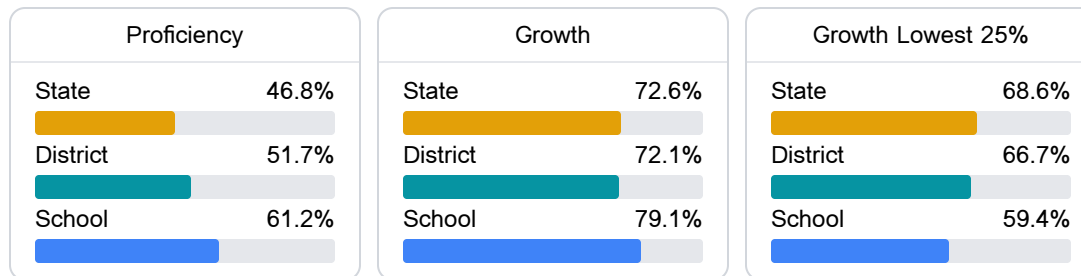 Proficiency
State 46.8%
District 51.7%
School 61.2%
Growth
State 72.6%
District 72.1%
School 79.1%
Growth Lowest 25%
State 68.6%
District 66.7%
School 59.4%